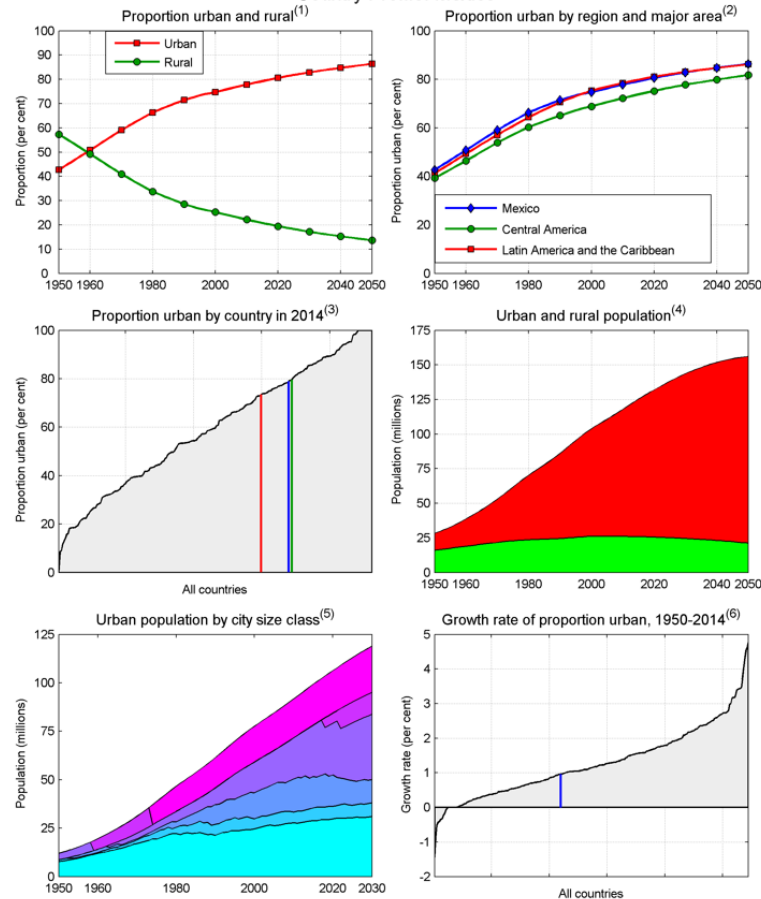 Proportion urban and rural(1)
Proportion (per cent)
100
90
80
70
60
50
40
30
20
10
0
Urban
Rural
1950 1960 1980 2000 2020 2040 2050
Proportion urban by region and major area(2)
Proportion urban (per cent)
100
80
60
40
20
0
Mexico
Central America
Latin America and the Caribbean
1950 1960 1980 2000 2020 2040 2050
Proportion urban by country in 2014(3)
Proportion urban (per cent)
100
80
60
40
20
0
All countries
Urban and rural population(4)
Population (millions)
175
150
125
100
75
50
25
0
1950 1960 1980 2000 2020 2040 2050
Urban population by city size class(5)
Population (millions)
125
100
75
50
25
0
1950 1960 1980 2000 2020 2030
Growth rate of proportion urban, 1950-2014(6)
Growth rate (per cent)
5
4
3
2
1
0
-1
-2
All countries